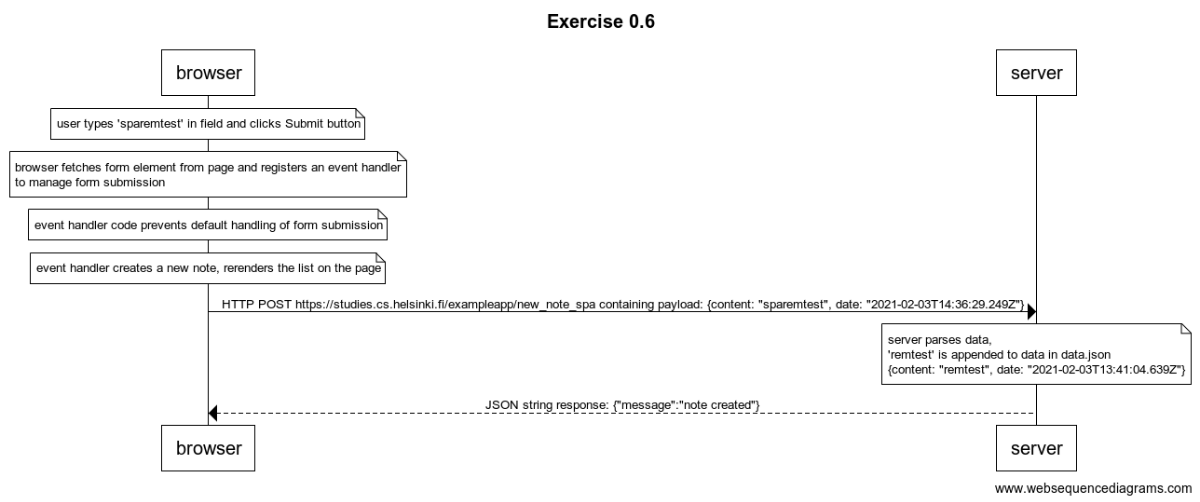 Exercise 0.6
browser
server
user types 'sparemtest' in field and clicks Submit button
browser fetches form element from page and registers an event handler
to manage form submission
event handler code prevents default handling of form submission
event handler creates a new note, rerenders the list on the page
HTTP POST https://studies.cs.helsinki.fi/exampleapp/new_note_spa containing payload: {content: "sparemtest", date: "2021-02-03T14:36:29.249Z"}
server parses data,
'remtest' is appended to data in data.json
{content: "remtest", date: "2021-02-03T13:41:04.639Z"}
JSON string response: {"message":"note created"}
browser
server
www.websequencediagrams.com